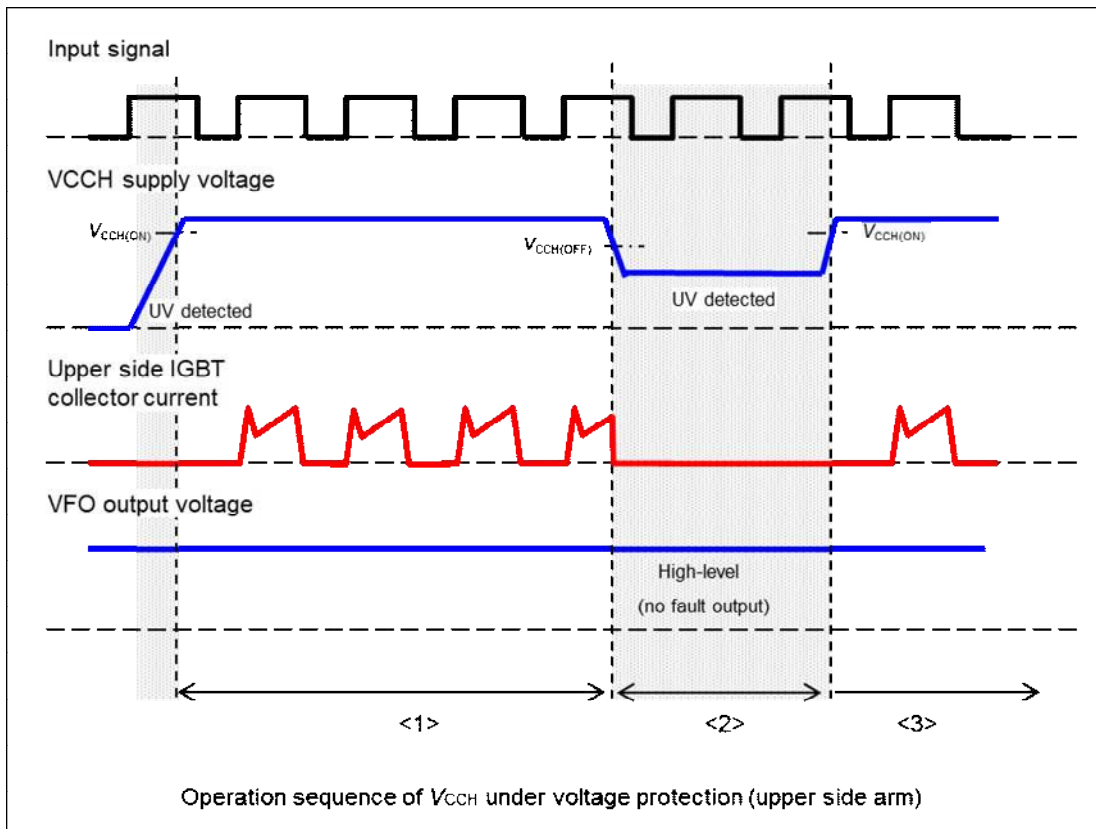 Input signal
VCCH supply voltage
VCCH(ON)
VCCH(OFF)
VCCH(ON)
UV detected
UV detected
Upper side IGBT
collector current
VFO output voltage
High-level
(no fault output)
<1>
<2>
<3>
Operation sequence of VCCH under voltage protection (upper side arm)